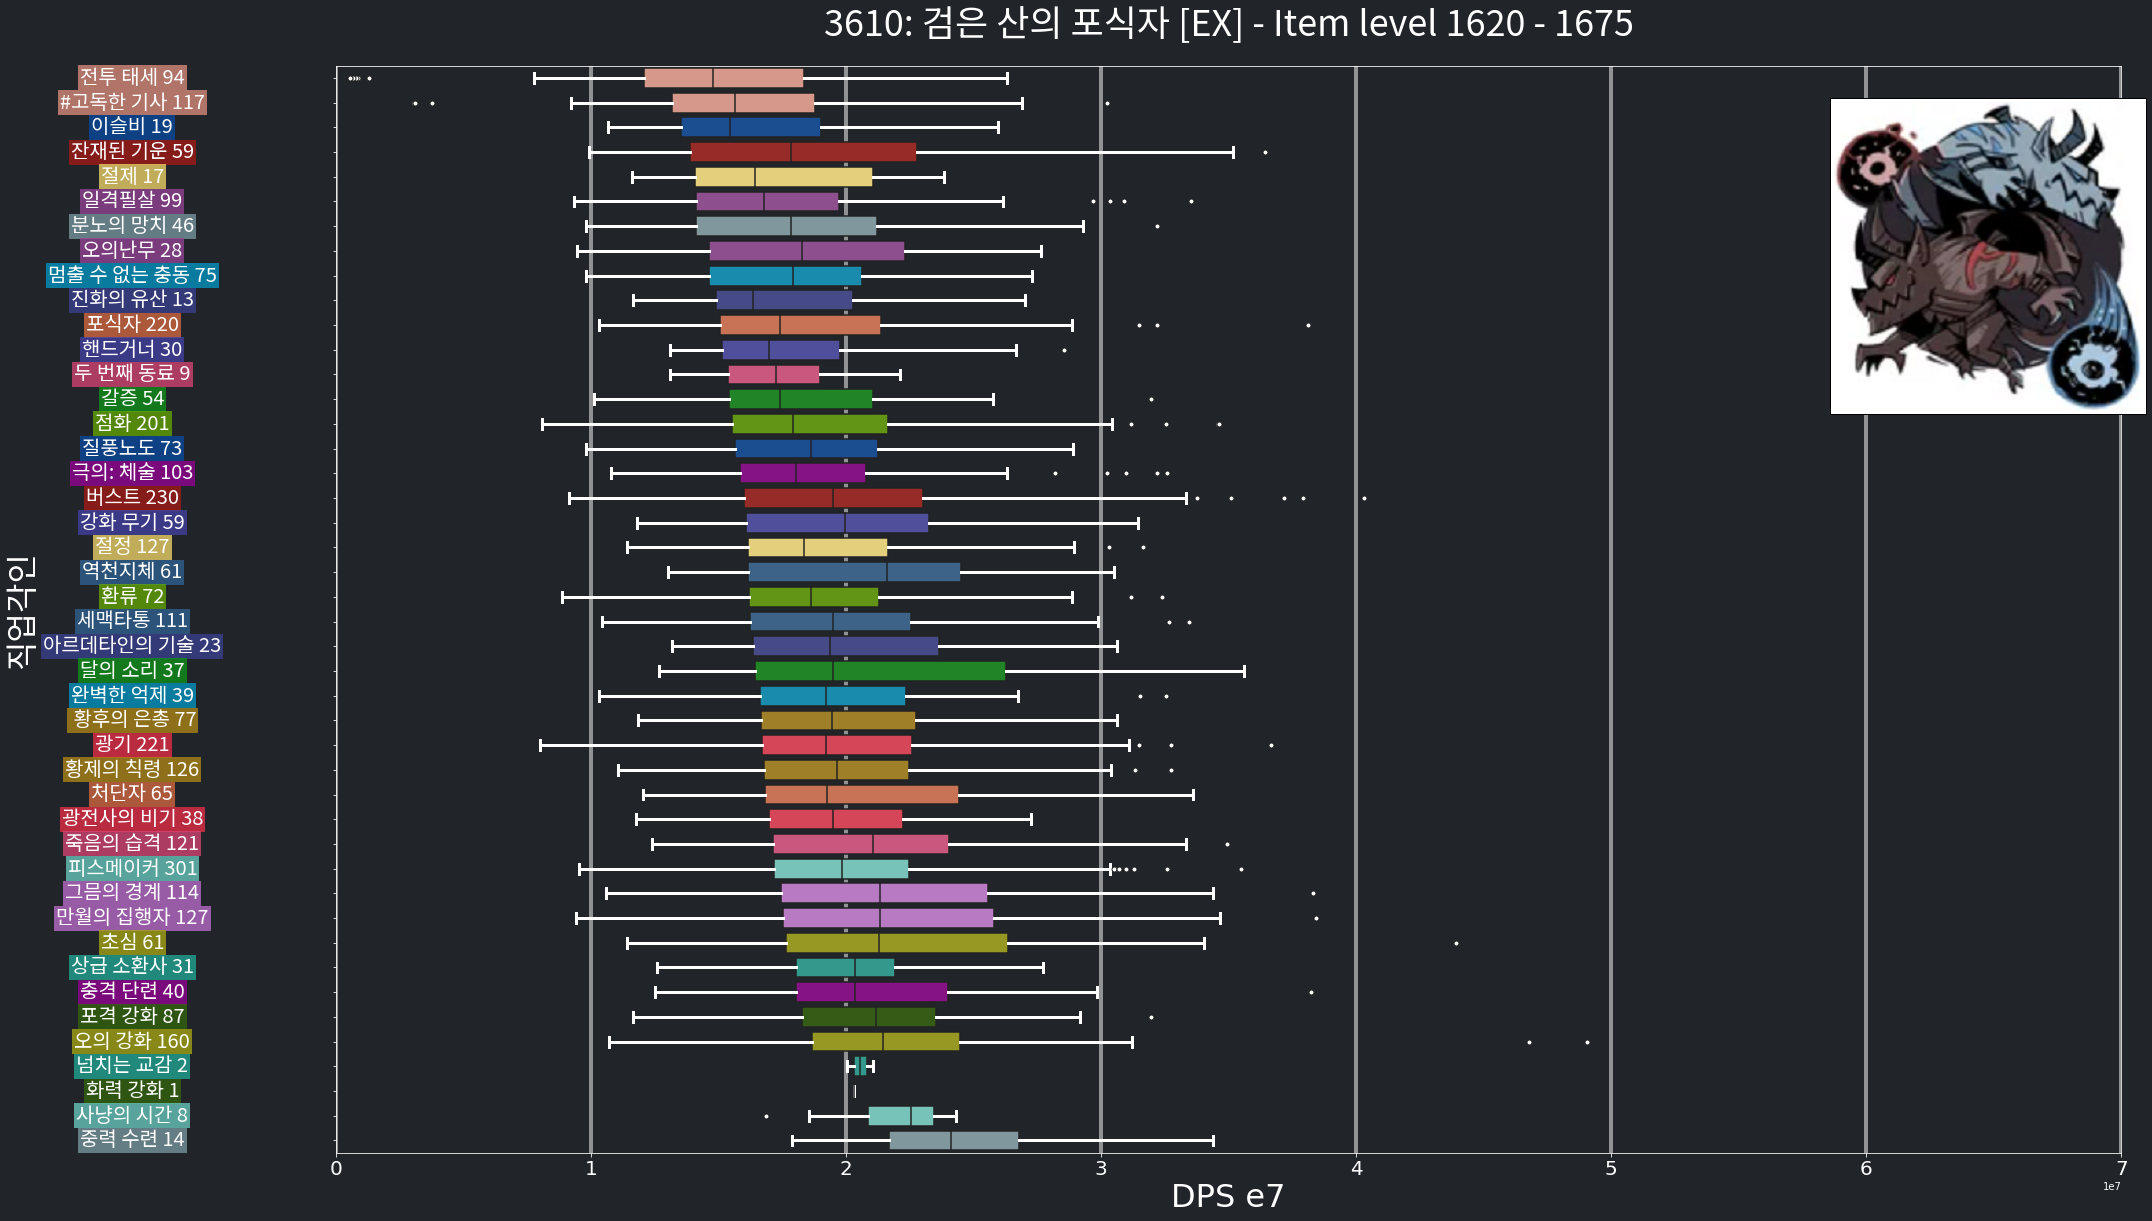 3610: 검은 산의 포식자 [EX] - Item level 1620 - 1675
전투 태세 94
#고독한 기사 117
이슬비 19
잔재된 기운 59
절제 17
일격필살 99
분노의 망치 46
오의난무 28
멈출 수 없는 충동 75
진화의 유산 13
포식자 220
핸드거너 30
두 번째 동료 9
갈증 54
점화 201
질풍노도 73
극의: 체술 103
버스트 230
강화 무기 59
절정 127
역천지체 61
환류 72
세맥타통 111
아르데타인의 기술 23
달의 소리 37
완벽한 억제 39
황후의 은총 77
광기 221
황제의 칙령 126
처단자 65
광전사의 비기 38
죽음의 습격 121
피스메이커 301
그믐의 경계 114
만월의 집행자 127
초심 61
상급 소환사 31
충격 단련 40
포격 강화 87
오의 강화 160
넘치는 교감 2
화력 강화 1
사냥의 시간 8
중력 수련 14
직업각인
0 1 2 3 4 5 6 7
1e7
DPS e7